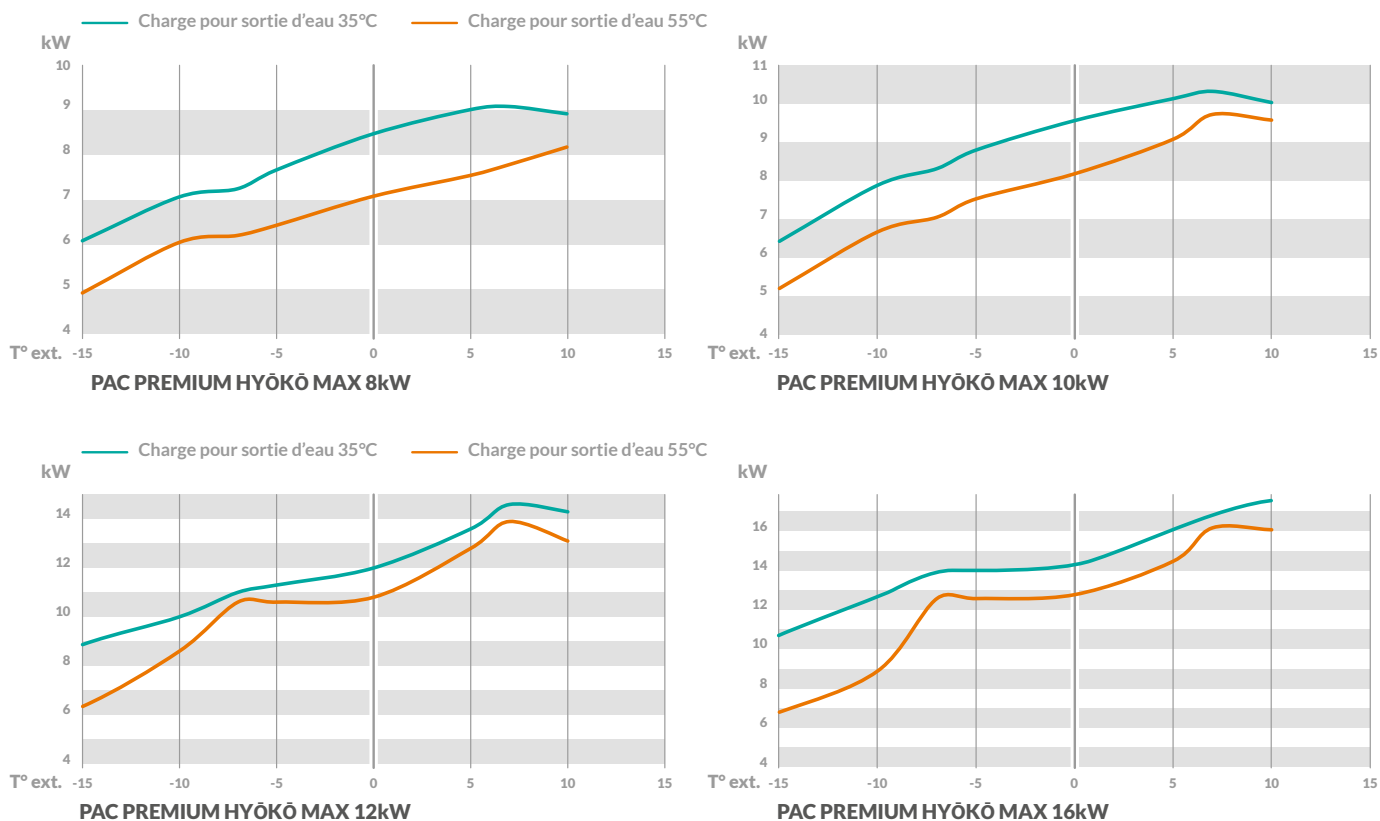 Charge pour sortie d'eau 35°C Charge pour sortie d'eau 55°C
kW
10
9
8
7
6
5
4
T° ext. -15 -10 -5 0 5 10 15
PAC PREMIUM HYŌKŌ MAX 8kW
kW
11
10
9
8
7
6
5
4
T° ext. -15 -10 -5 0 5 10 15
PAC PREMIUM HYŌKŌ MAX 10kW
Charge pour sortie d'eau 35°C Charge pour sortie d'eau 55°C
kW
14
12
10
8
6
4
T° ext. -15 -10 -5 0 5 10 15
PAC PREMIUM HYŌKŌ MAX 12kW
kW
16
14
12
10
8
6
4
T° ext. -15 -10 -5 0 5 10 15
PAC PREMIUM HYŌKŌ MAX 16kW